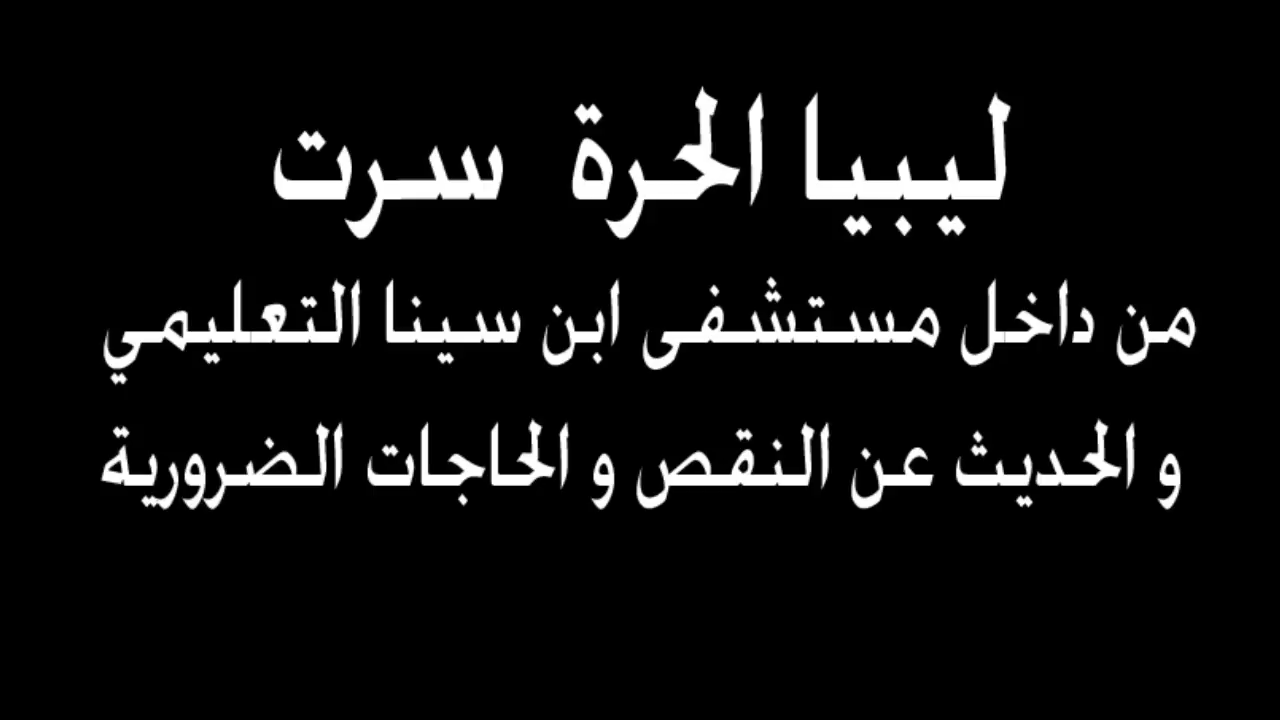 ليبيا الحرة سرت
من داخل مستشفى ابن سينا التعليمي
و الحديث عن النقص و الحاجات الضرورية